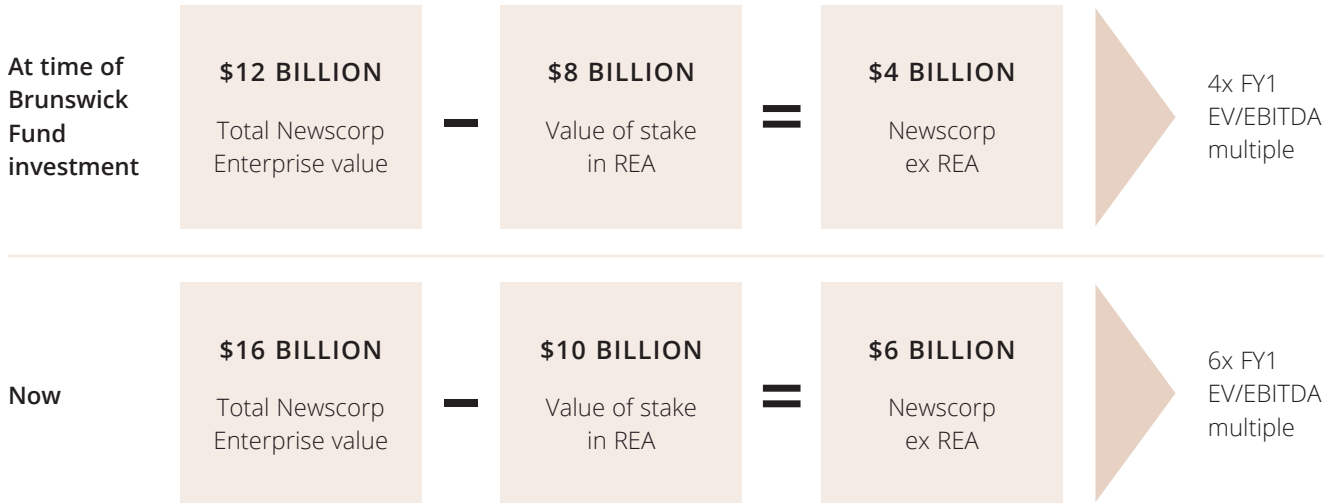 At time of
Brunswick
Fund
investment
$12 BILLION
Total Newscorp
Enterprise value
–
$8 BILLION
Value of stake
in REA
=
$4 BILLION
Newscorp
ex REA
4x FY1
EV/EBITDA
multiple
Now
$16 BILLION
Total Newscorp
Enterprise value
–
$10 BILLION
Value of stake
in REA
=
$6 BILLION
Newscorp
ex REA
6x FY1
EV/EBITDA
multiple